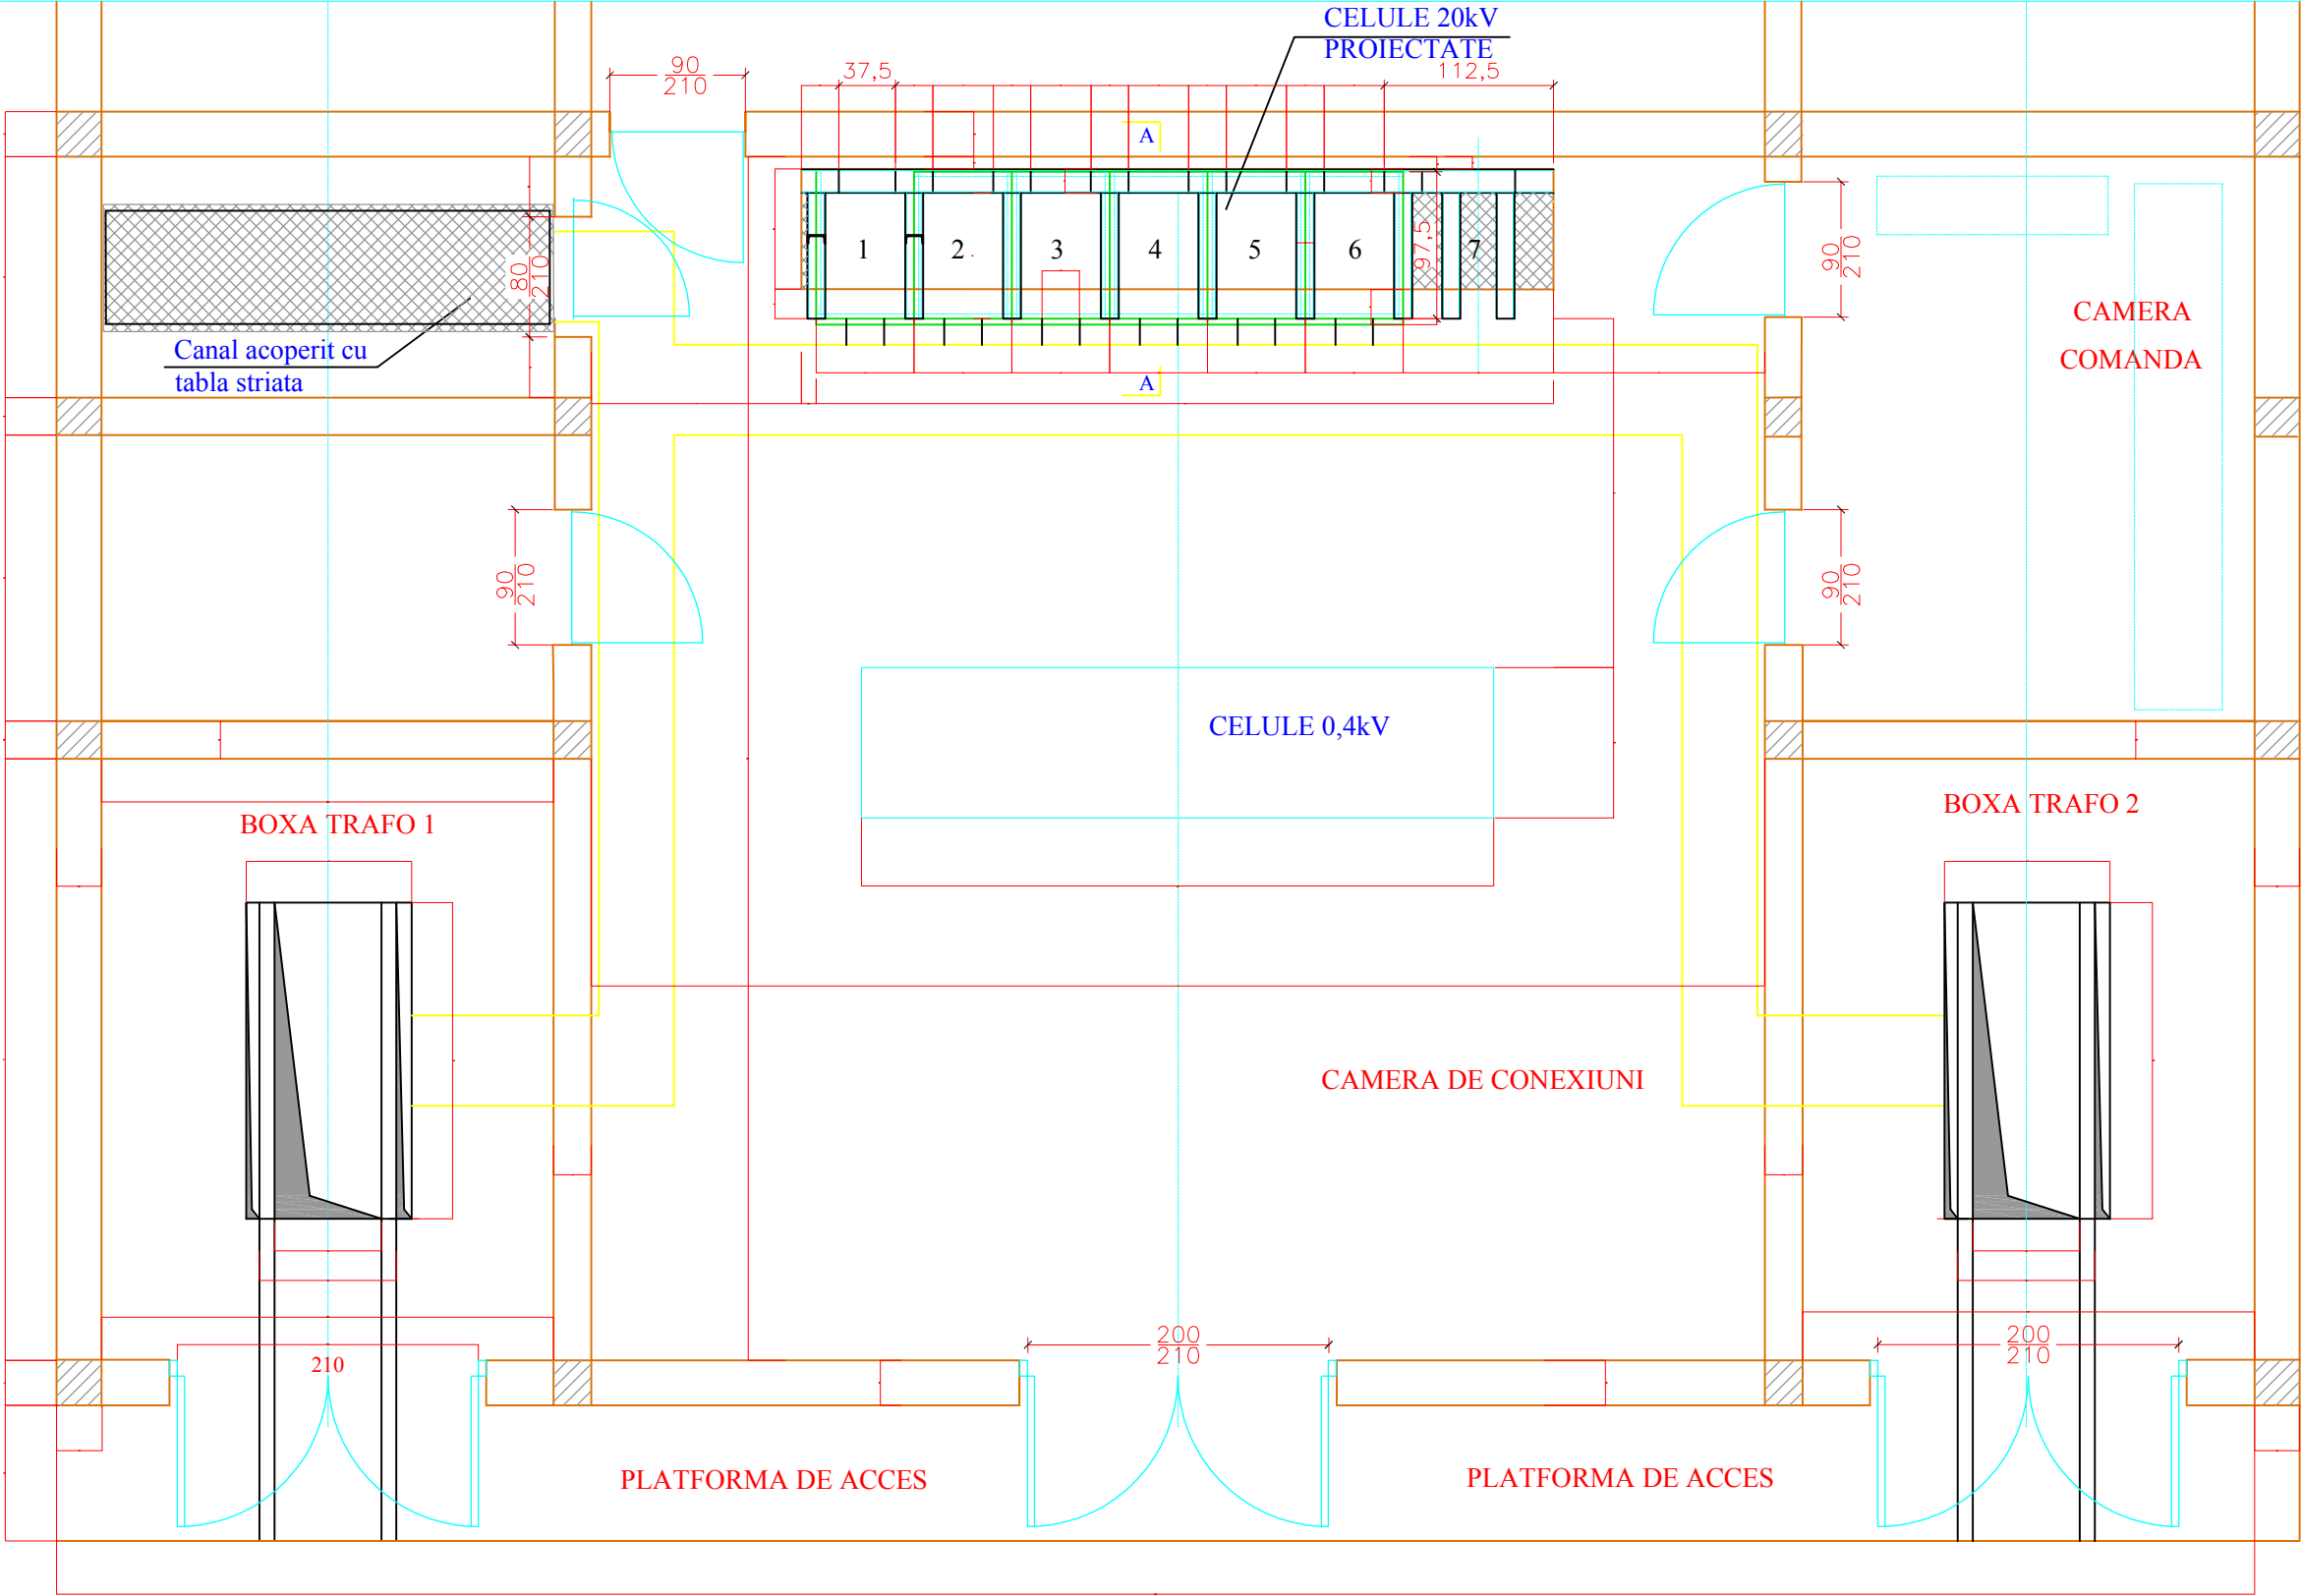 CELULE 20kV
PROIECTATE
90
210
37,5
112,5
A
1
2
3
4
5
6
97,5
7
80
210
90
210
CAMERA
COMANDA
Canal acoperit cu
tabla striata
A
90
210
90
210
CELULE 0,4kV
BOXA TRAFO 1
BOXA TRAFO 2
CAMERA DE CONEXIUNI
210
200
210
200
210
PLATFORMA DE ACCES
PLATFORMA DE ACCES